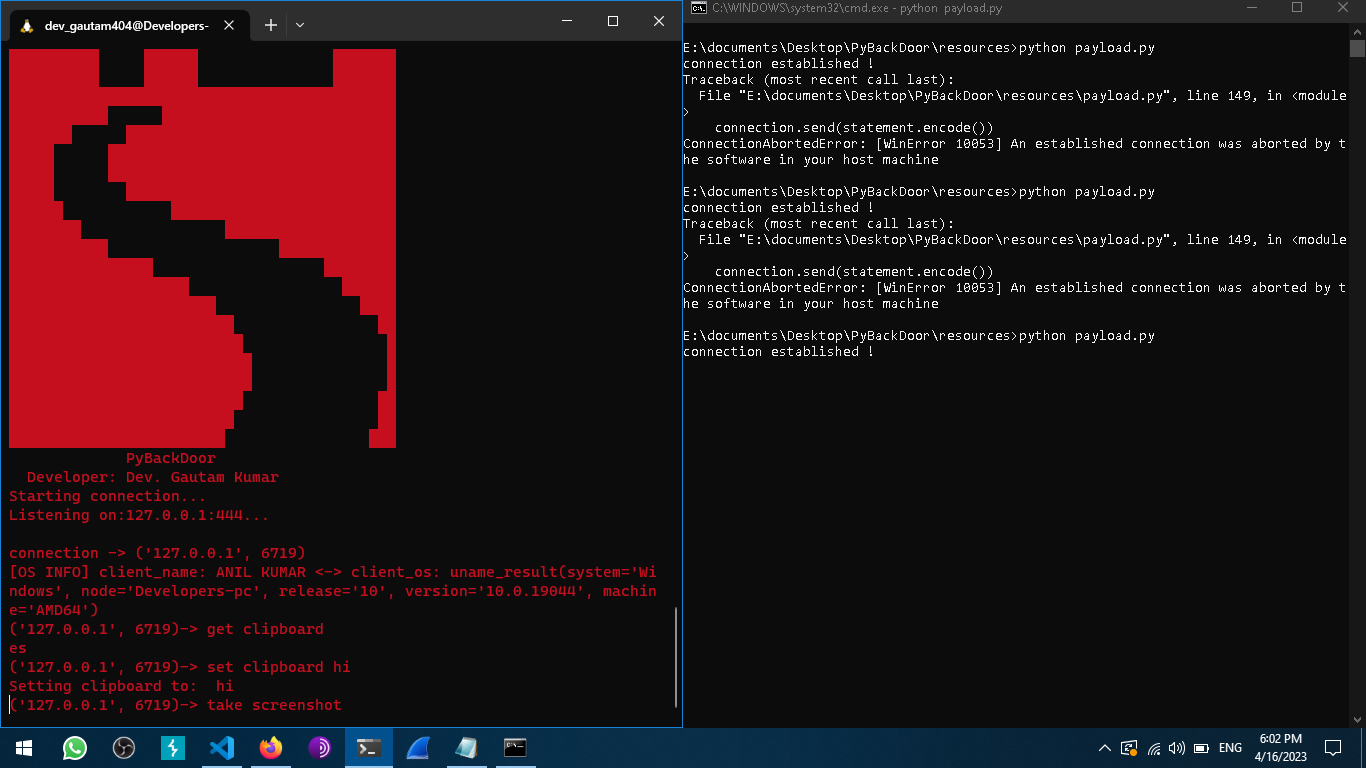 dev_gautam404@Developers-
PyBackDoor
Developer: Dev. Gautam Kumar
Starting connection...
Listening on:127.0.0.1:444...
connection -> ('127.0.0.1', 6719)
[OS INFO] client_name: ANIL KUMAR <-> client_os: uname_result(system='Wi
ndows', node='Developers-pc', release='10', version='10.0.19044', machin
e='AMD64')
('127.0.0.1', 6719)-> get clipboard
es
('127.0.0.1', 6719)-> set clipboard hi
Setting clipboard to:  hi
('127.0.0.1', 6719)-> take screenshot
C:\WINDOWS\system32\cmd.exe - python  payload.py
E:\documents\Desktop\PyBackDoor\resources>python payload.py
connection established !
Traceback (most recent call last):
  File "E:\documents\Desktop\PyBackDoor\resources\payload.py", line 149, in <module
>
    connection.send(statement.encode())
ConnectionAbortedError: [WinError 10053] An established connection was aborted by t
he software in your host machine
E:\documents\Desktop\PyBackDoor\resources>python payload.py
connection established !
Traceback (most recent call last):
  File "E:\documents\Desktop\PyBackDoor\resources\payload.py", line 149, in <module
>
    connection.send(statement.encode())
ConnectionAbortedError: [WinError 10053] An established connection was aborted by t
he software in your host machine
E:\documents\Desktop\PyBackDoor\resources>python payload.py
connection established !
ENG
6:02 PM
4/16/2023